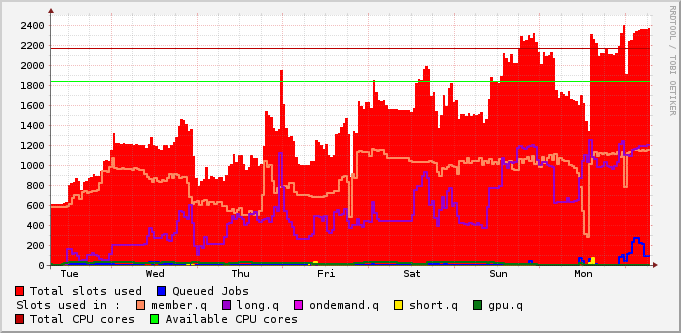 RRDTOOL / TOBI OETIKER
2400
2200
2000
1800
1600
1400
1200
1000
800
600
400
200
0
Tue Wed Thu Fri Sat Sun Mon
Total slots used Queued Jobs
Slots used in : member.q long.q ondemand.q short.q gpu.q
Total CPU cores Available CPU cores